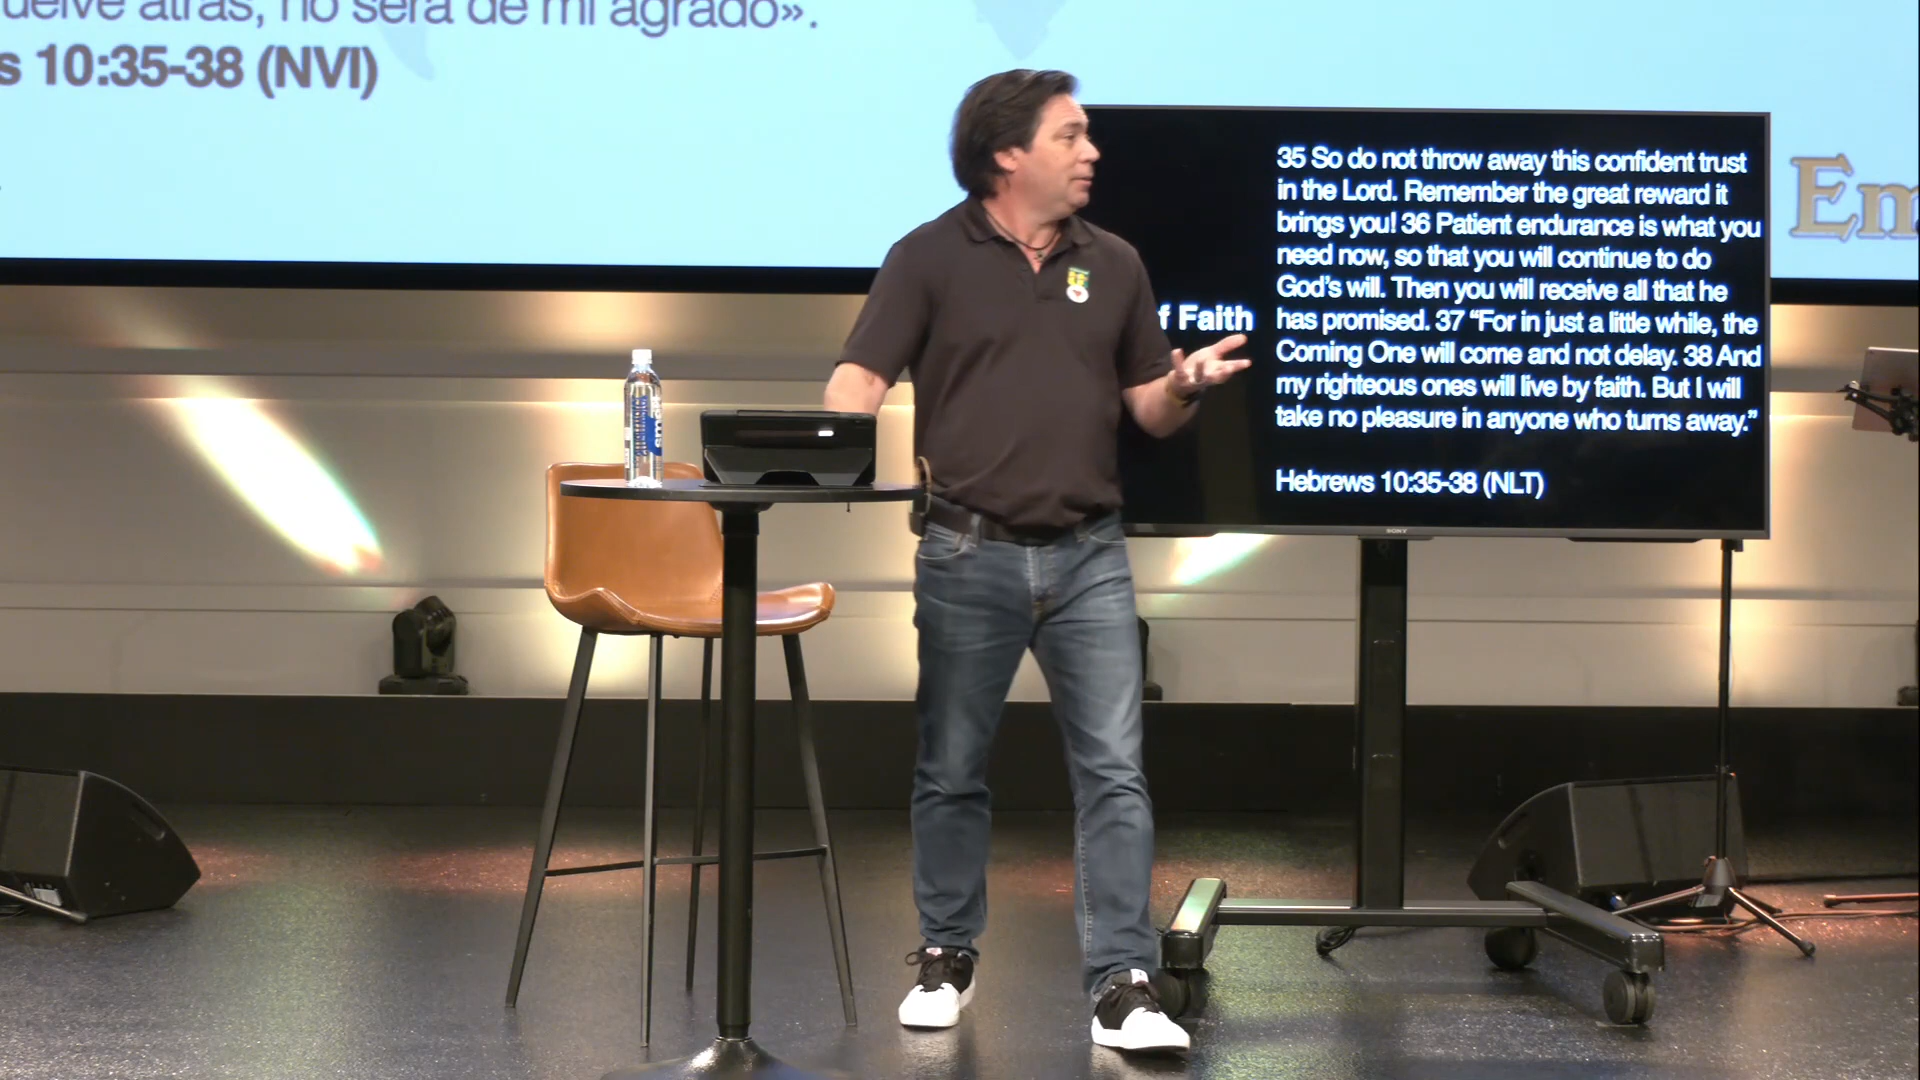 uelve atrás, no será de mi agrado».
s 10:35-38 (NVI)
Em
f Faith
35 So do not throw away this confident trust
in the Lord. Remember the great reward it
brings you! 36 Patient endurance is what you
need now, so that you will continue to do
God's will. Then you will receive all that he
has promised. 37 “For in just a little while, the
Coming One will come and not delay. 38 And
my righteous ones will live by faith. But I will
take no pleasure in anyone who turns away.”
Hebrews 10:35-38 (NLT)
SONY
smart